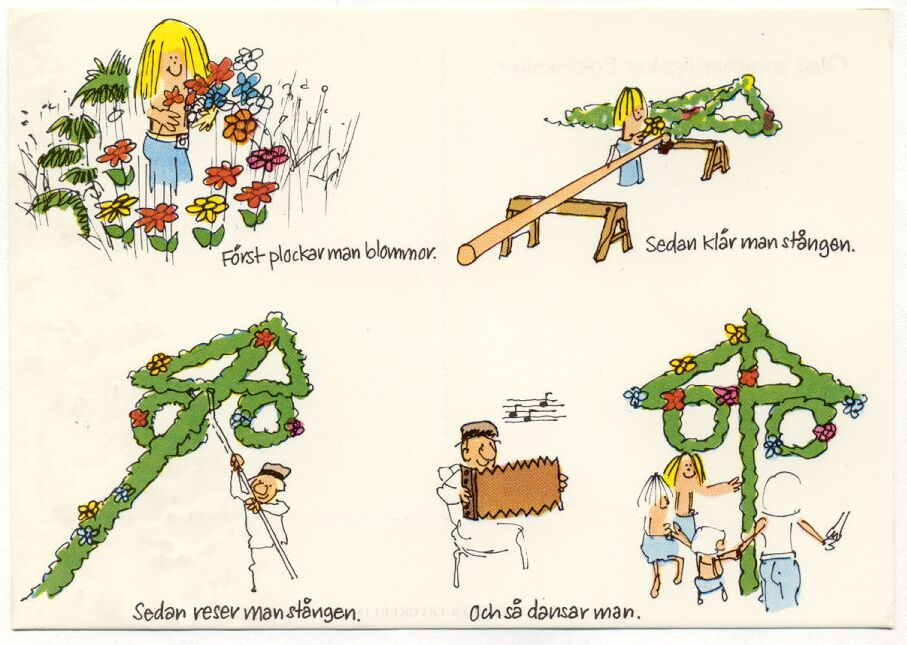 Först plockar man blommor.
Sedan klär man stången.
Sedan reser man stången.
Och så dansar man.